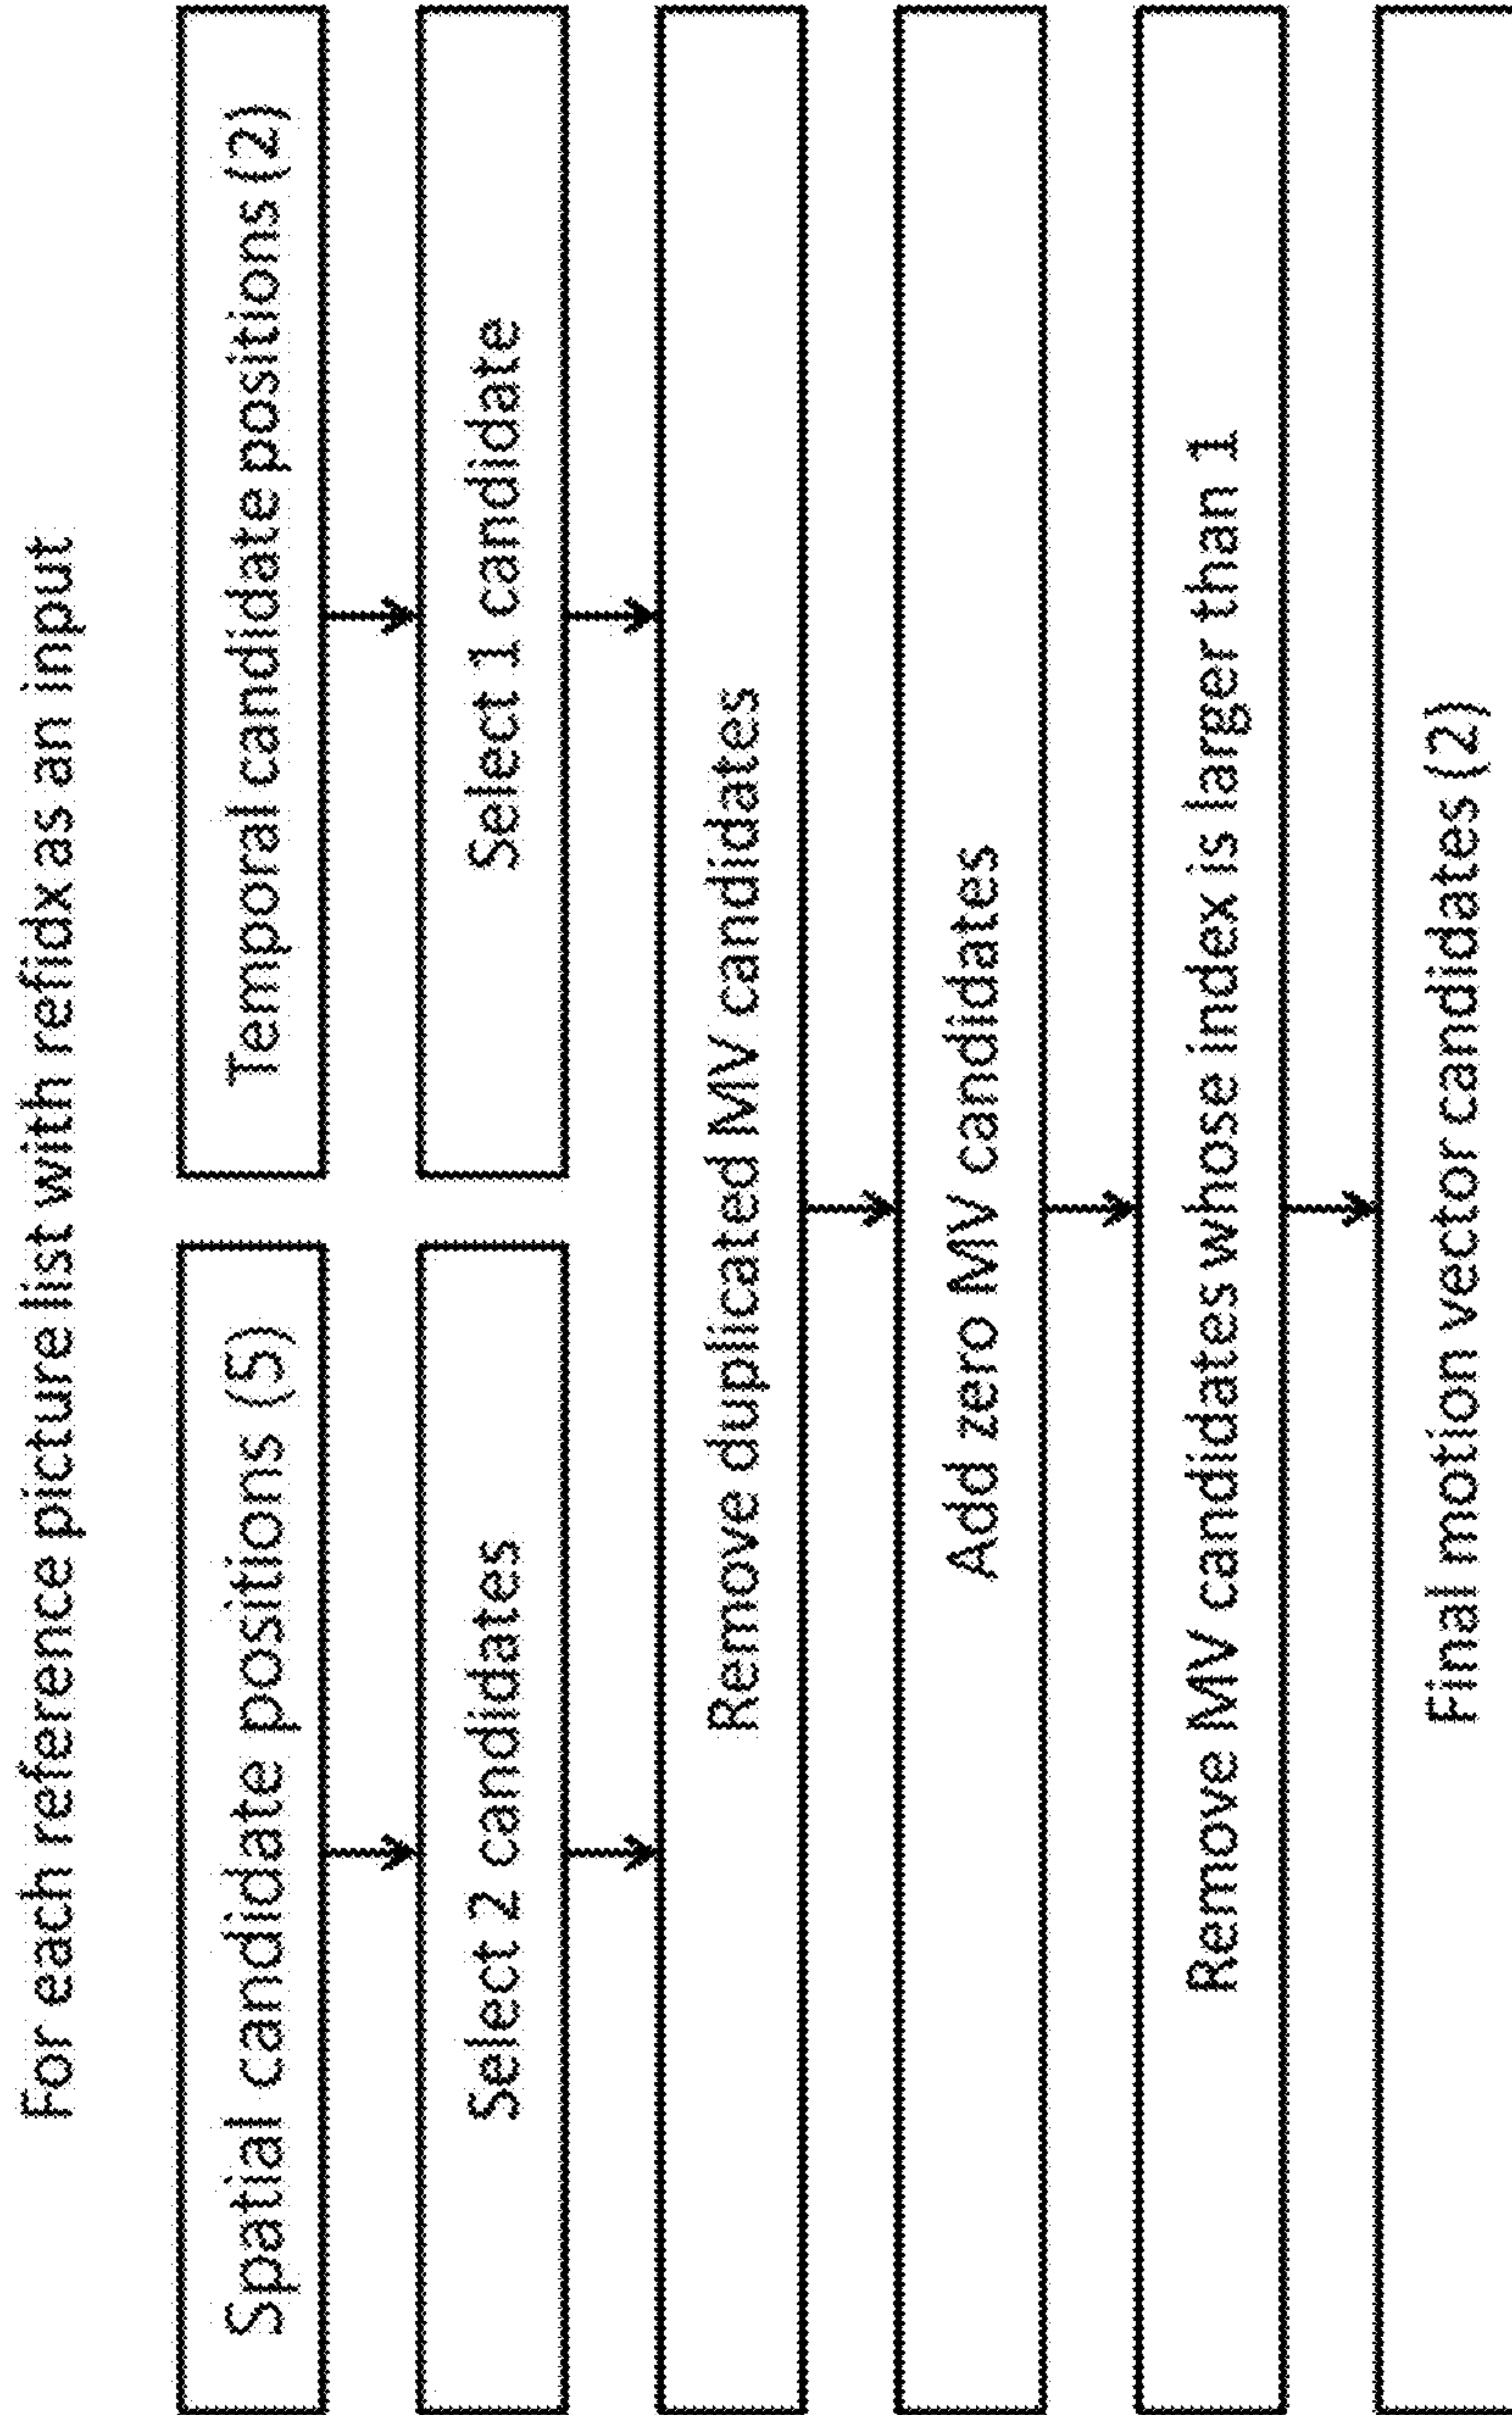 For each reference picture list with refidx as an input
Spatial candidate positions (5)
Temporal candidate positions (2)
Select 2 candidates
Select 1 candidate
Remove duplicated MV candidates
Add zero MV candidates
Remove MV candidates whose index is larger than 1
Final motion vector candidates (2)